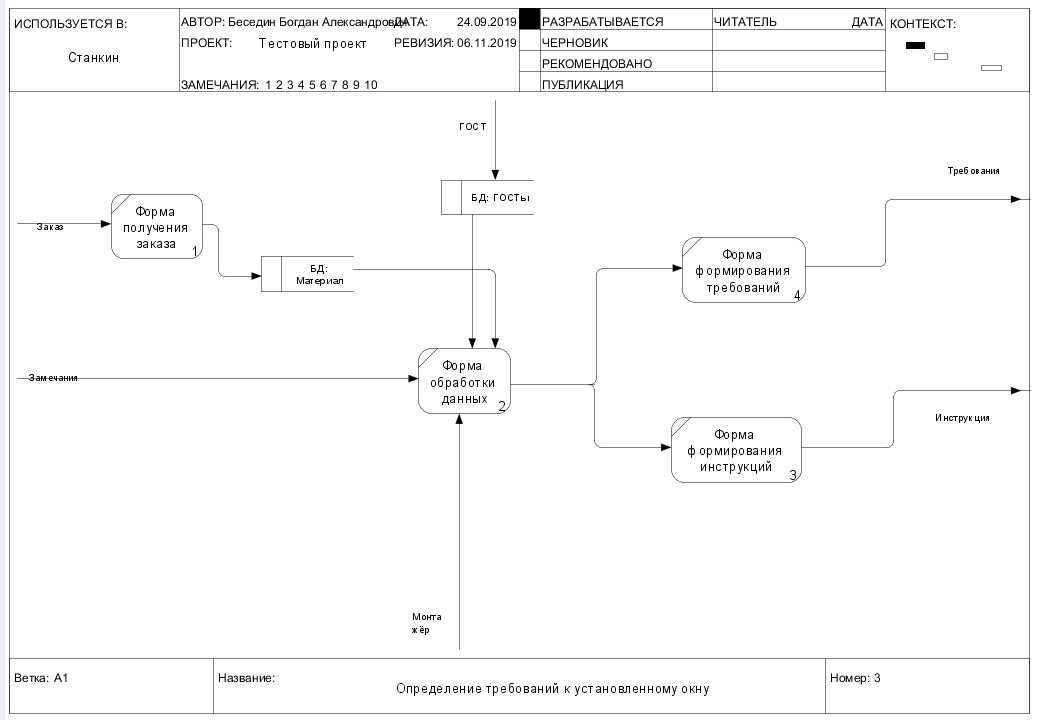 ИСПОЛЬЗУЕТСЯ В:
Станкин
АВТОР: Беседин Богдан Александрович
ДАТА: 24.09.2019
ПРОЕКТ: Тестовый проект
РЕВИЗИЯ: 06.11.2019
ЗАМЕЧАНИЯ: 1 2 3 4 5 6 7 8 9 10
РАЗРАБАТЫВАЕТСЯ
ЧЕРНОВИК
РЕКОМЕНДОВАНО
ПУБЛИКАЦИЯ
ЧИТАТЕЛЬ ДАТА
КОНТЕКСТ:
гост
БД: ГОСТы
Требования
Заказ
Форма
получения
заказа
1
БД:
Материал
Форма
формирования
требований
4
Замечания
Форма
обработки
данных
2
Инструкция
Форма
формирования
инструкций
3
Монта
жёр
Ветка: А1
Название:
Определение требований к установленному окну
Номер: 3